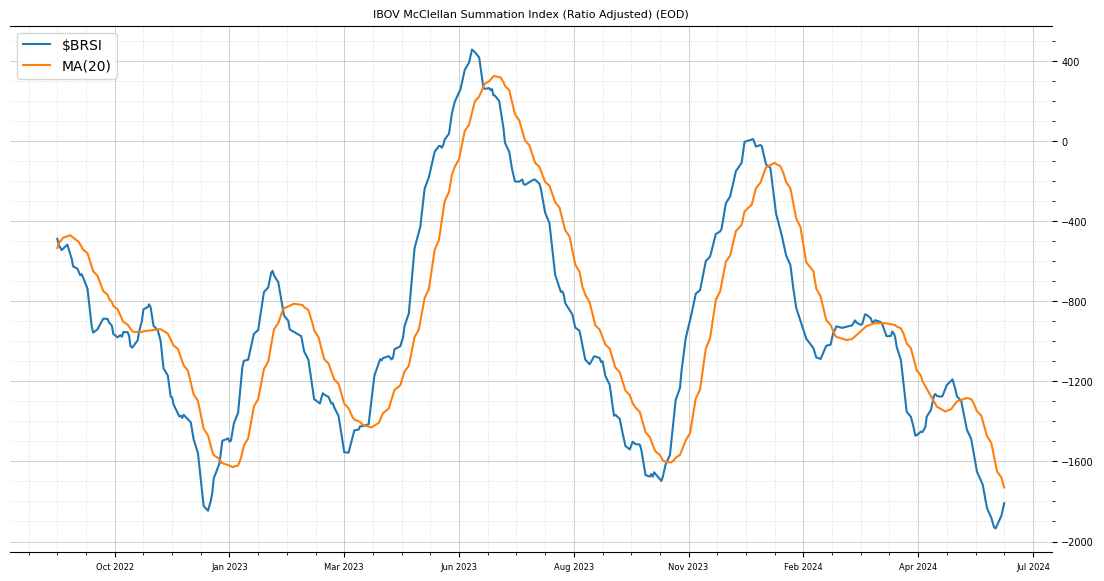 IBOV McClellan Summation Index (Ratio Adjusted) (EOD)
$BRSI
MA(20)
400
0
−400
−800
−1200
−1600
−2000
Oct 2022 Jan 2023 Mar 2023 Jun 2023 Aug 2023 Nov 2023 Feb 2024 Apr 2024 Jul 2024